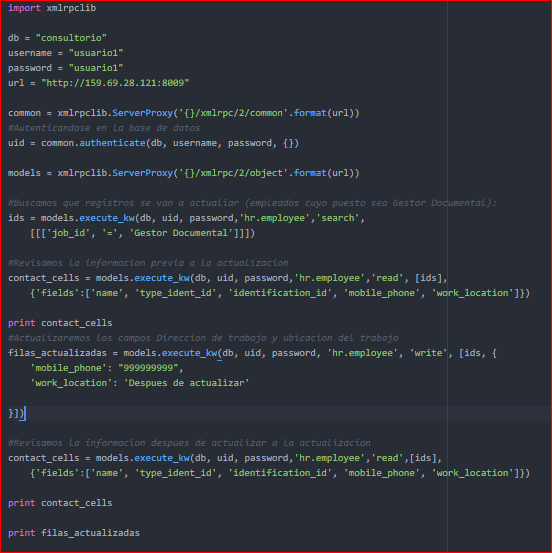 import xmlrpclib
db = "consultorio"
username = "usuario1"
password = "usuario1"
url = "http://159.69.28.121:8009"
common = xmlrpclib.ServerProxy('{}/xmlrpc/2/common'.format(url))
#Autenticandose en la base de datos
uid = common.authenticate(db, username, password, {})
models = xmlrpclib.ServerProxy('{}/xmlrpc/2/object'.format(url))
#Buscamos que registros se van a actualiar (empleados cuyo puesto sea Gestor Documental):
ids = models.execute_kw(db, uid, password,'hr.employee','search',
    [[['job_id', '=', 'Gestor Documental']]])
#Revisamos la informacion previa a la actualizacion
contact_cells = models.execute_kw(db, uid, password,'hr.employee','read', [ids],
    {'fields':['name', 'type_ident_id', 'identification_id', 'mobile_phone', 'work_location']})
print contact_cells
#Actualizaremos los campos Direccion de trabajo y ubicacion del trabajo
filas_actualizadas = models.execute_kw(db, uid, password, 'hr.employee', 'write', [ids, {
    'mobile_phone': "999999999",
    'work_location': 'Despues de actualizar'
}])
#Revisamos la informacion despues de actualizar a la actualizacion
contact_cells = models.execute_kw(db, uid, password,'hr.employee','read',[ids],
    {'fields':['name', 'type_ident_id', 'identification_id', 'mobile_phone', 'work_location']})
print contact_cells
print filas_actualizadas